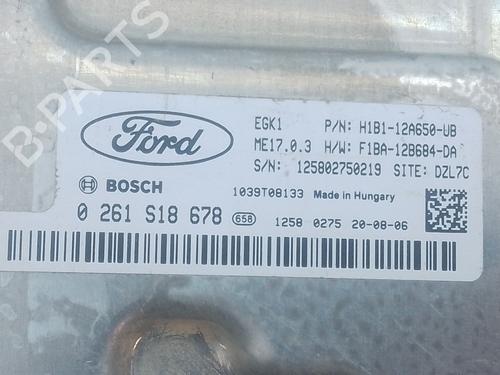 B-PARTS
Ford
EGK1 P/N: H1B1-12A650-UB
ME17.0.3 H/W: F1BA-12B684-DA
S/N: 125802750219 SITE: DZL7C
BOSCH 1039T08133 Made in Hungary
0 261 S18 678 658 1258 0275 20-08-06